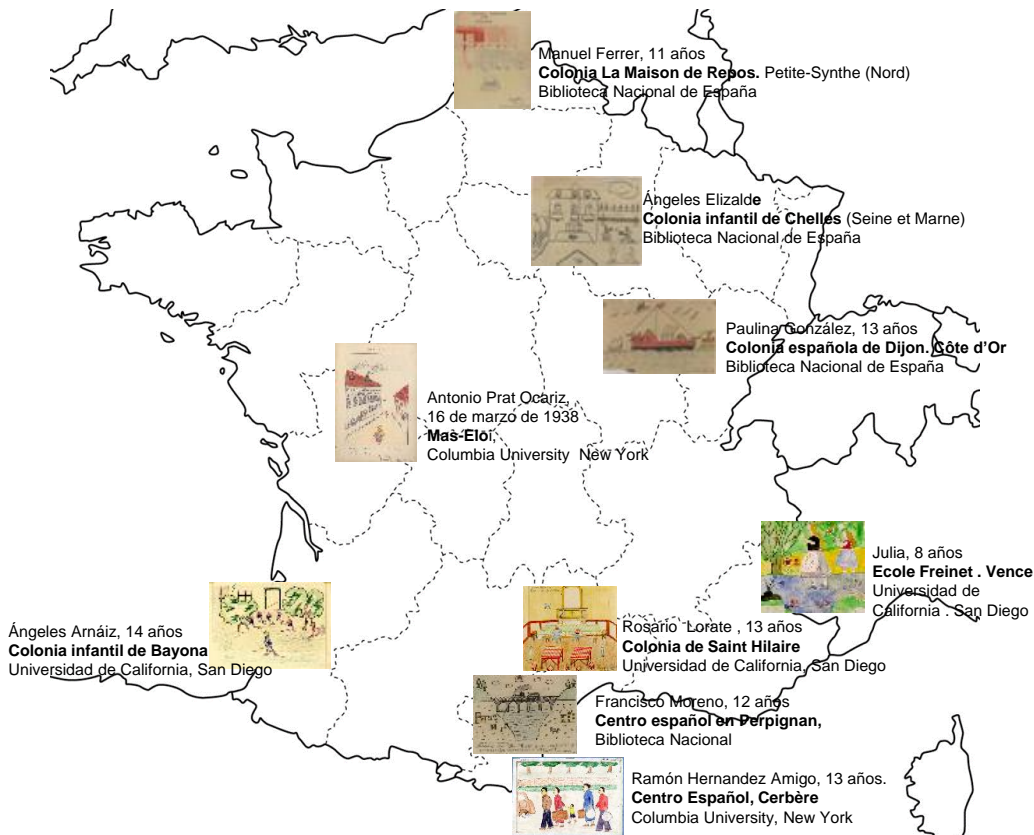 Manuel Ferrer, 11 años
Colonia La Maison de Repos. Petite-Synthe (Nord)
Biblioteca Nacional de España
Ángeles Elizalde
Colonia infantil de Chelles (Seine et Marne)
Biblioteca Nacional de España
Paulina González, 13 años
Colonia española de Dijon. Côte d’Or
Biblioteca Nacional de España
Antonio Prat Ocariz,
16 de marzo de 1938
Mas-Eloi,
Columbia University New York
Julia, 8 años
Ecole Freinet . Vence
Universidad de
California . San Diego
Ángeles Arnáiz, 14 años
Colonia infantil de Bayona
Universidad de California, San Diego
Rosario Lorate , 13 años
Colonia de Saint Hilaire
Universidad de California, San Diego
Francisco Moreno, 12 años
Centro español en Perpignan,
Biblioteca Nacional
Ramón Hernandez Amigo, 13 años.
Centro Español, Cerbère
Columbia University, New York